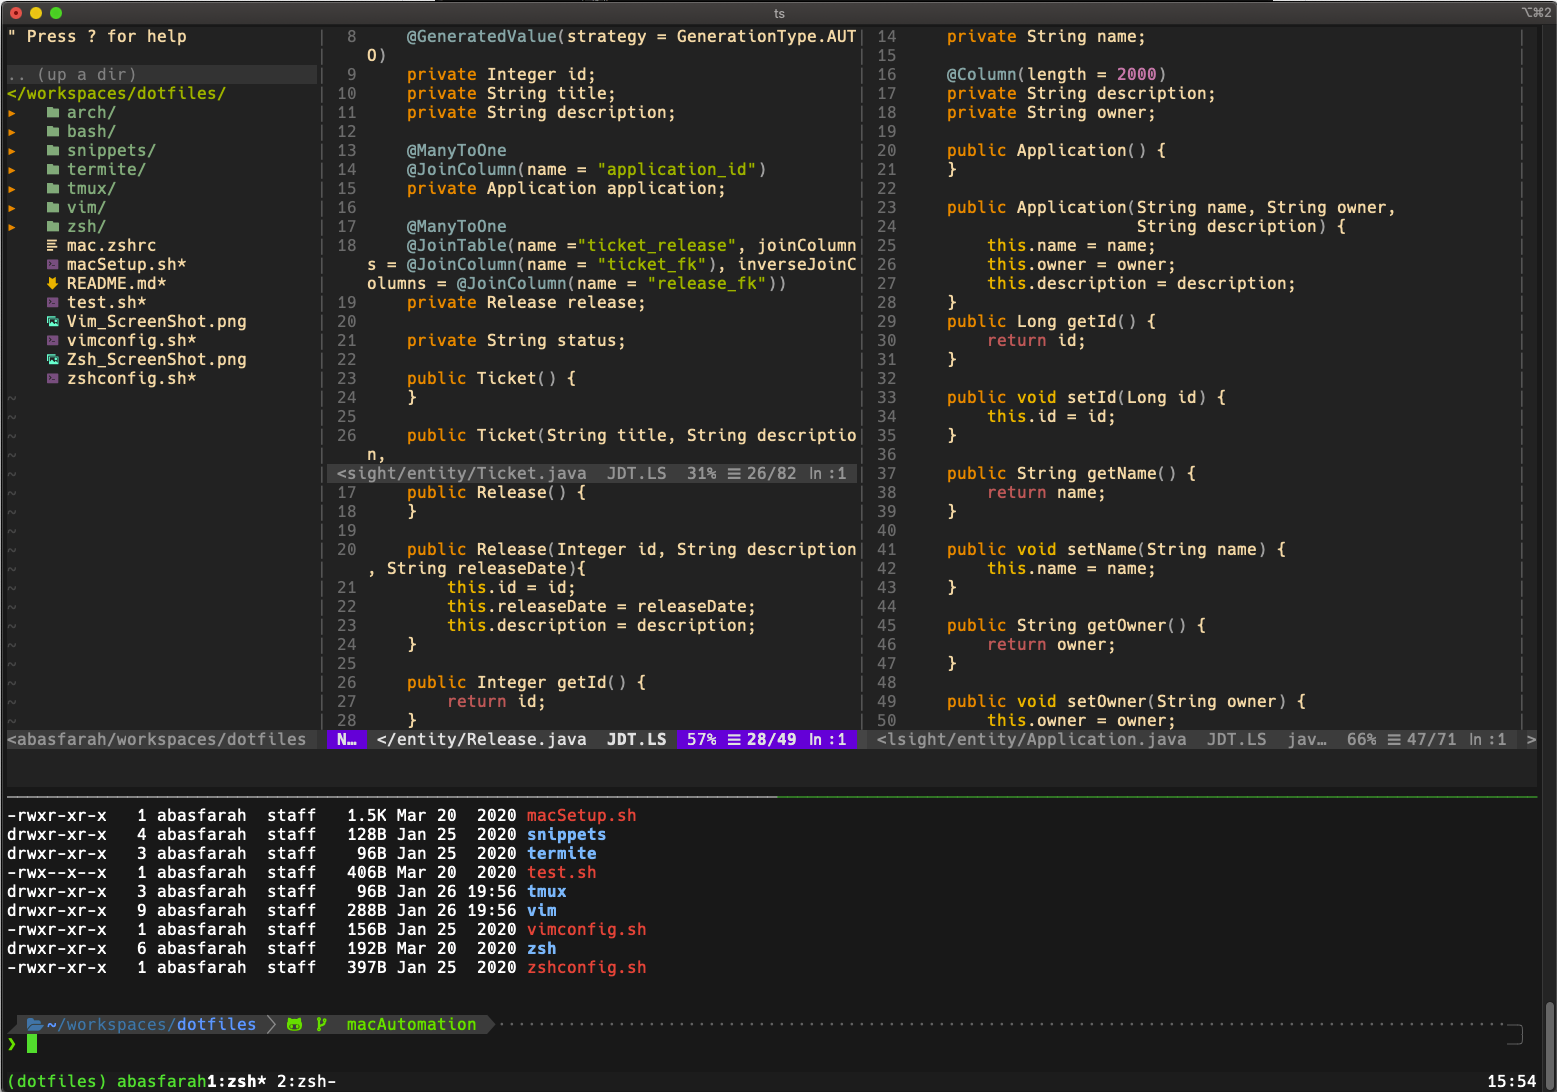 ts
⌥⌘2
" Press ? for help
.. (up a dir)
</workspaces/dotfiles/
▸ arch/
▸ bash/
▸ snippets/
▸ termite/
▸ tmux/
▸ vim/
▸ zsh/
mac.zshrc
macSetup.sh*
README.md*
test.sh*
Vim_ScreenShot.png
vimconfig.sh*
Zsh_ScreenShot.png
zshconfig.sh*
<abasfarah/workspaces/dotfiles
8 @GeneratedValue(strategy = GenerationType.AUT
O)
9 private Integer id;
10 private String title;
11 private String description;
12
13 @ManyToOne
14 @JoinColumn(name = "application_id")
15 private Application application;
16
17 @ManyToOne
18 @JoinTable(name ="ticket_release", joinColumn
s = @JoinColumn(name = "ticket_fk"), inverseJoinC
olumns = @JoinColumn(name = "release_fk"))
19 private Release release;
20
21 private String status;
22
23 public Ticket() {
24 }
25
26 public Ticket(String title, String descriptio
n,
<sight/entity/Ticket.java JDT.LS 31% ☰ 26/82 ln :1
17 public Release() {
18 }
19
20 public Release(Integer id, String description
, String releaseDate){
21 this.id = id;
22 this.releaseDate = releaseDate;
23 this.description = description;
24 }
25
26 public Integer getId() {
27 return id;
28 }
N… </entity/Release.java JDT.LS 57% ☰ 28/49 ln :1
14 private String name;
15
16 @Column(length = 2000)
17 private String description;
18 private String owner;
19
20 public Application() {
21 }
22
23 public Application(String name, String owner,
24 String description) {
25 this.name = name;
26 this.owner = owner;
27 this.description = description;
28 }
29 public Long getId() {
30 return id;
31 }
32
33 public void setId(Long id) {
34 this.id = id;
35 }
36
37 public String getName() {
38 return name;
39 }
40
41 public void setName(String name) {
42 this.name = name;
43 }
44
45 public String getOwner() {
46 return owner;
47 }
48
49 public void setOwner(String owner) {
50 this.owner = owner;
<lsight/entity/Application.java JDT.LS jav… 66% ☰ 47/71 ln :1 >
-rwxr-xr-x 1 abasfarah staff 1.5K Mar 20 2020 macSetup.sh
drwxr-xr-x 4 abasfarah staff 128B Jan 25 2020 snippets
drwxr-xr-x 3 abasfarah staff 96B Jan 25 2020 termite
-rwx--x--x 1 abasfarah staff 406B Mar 20 2020 test.sh
drwxr-xr-x 3 abasfarah staff 96B Jan 26 19:56 tmux
drwxr-xr-x 9 abasfarah staff 288B Jan 26 19:56 vim
-rwxr-xr-x 1 abasfarah staff 156B Jan 25 2020 vimconfig.sh
drwxr-xr-x 6 abasfarah staff 192B Mar 20 2020 zsh
-rwxr-xr-x 1 abasfarah staff 397B Jan 25 2020 zshconfig.sh
~/workspaces/dotfiles macAutomation
❯
(dotfiles) abasfarah1:zsh* 2:zsh- 15:54